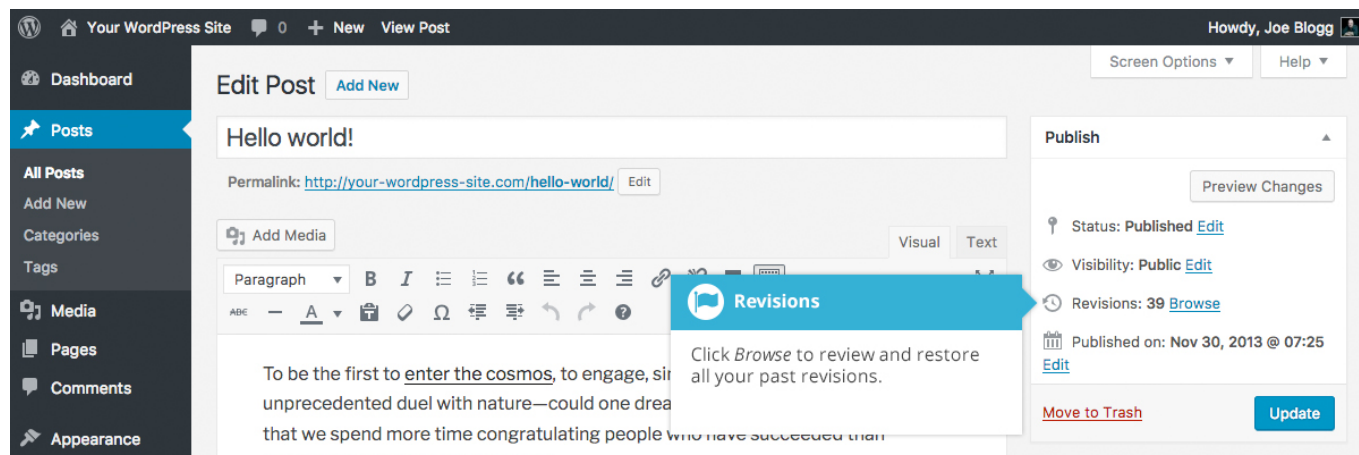 Your WordPress Site 0 + New View Post Howdy, Joe Blogg
Screen Options ▼ Help ▼
Dashboard
Posts
All Posts
Add New
Categories
Tags
Media
Pages
Comments
Appearance
Edit Post Add New
Hello world!
Permalink: http://your-wordpress-site.com/hello-world/ Edit
Add Media
Visual Text
Paragraph ▼ B I
ABC A ▼ Ω
To be the first to enter the cosmos, to engage,
unprecedented duel with nature—could one
that we spend more time congratulating people who have succeeded than
Revisions
Click Browse to review and restore
all your past revisions.
Publish
Preview Changes
Status: Published Edit
Visibility: Public Edit
Revisions: 39 Browse
Published on: Nov 30, 2013 @ 07:25
Edit
Move to Trash Update